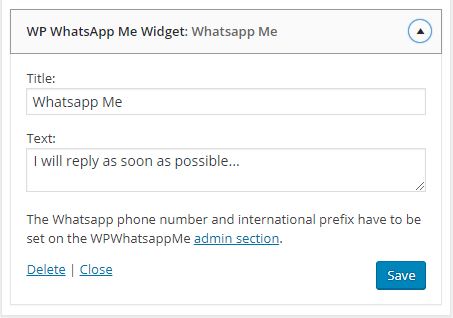 WP WhatsApp Me Widget: Whatsapp Me
Title:
Whatsapp Me
Text:
I will reply as soon as possible...
The Whatsapp phone number and international prefix have to be
set on the WPWhatsappMe admin section.
Delete | Close
Save